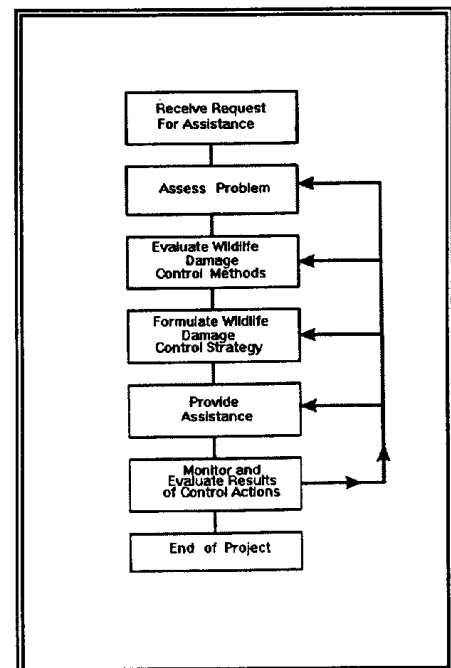 Receive Request
For Assistance
Assess Problem
Evaluate Wildlife
Damage
Control Methods
Formulate Wildlife
Damage
Control Strategy
Provide
Assistance
Monitor and
Evaluate Results
of Control Actions
End of Project